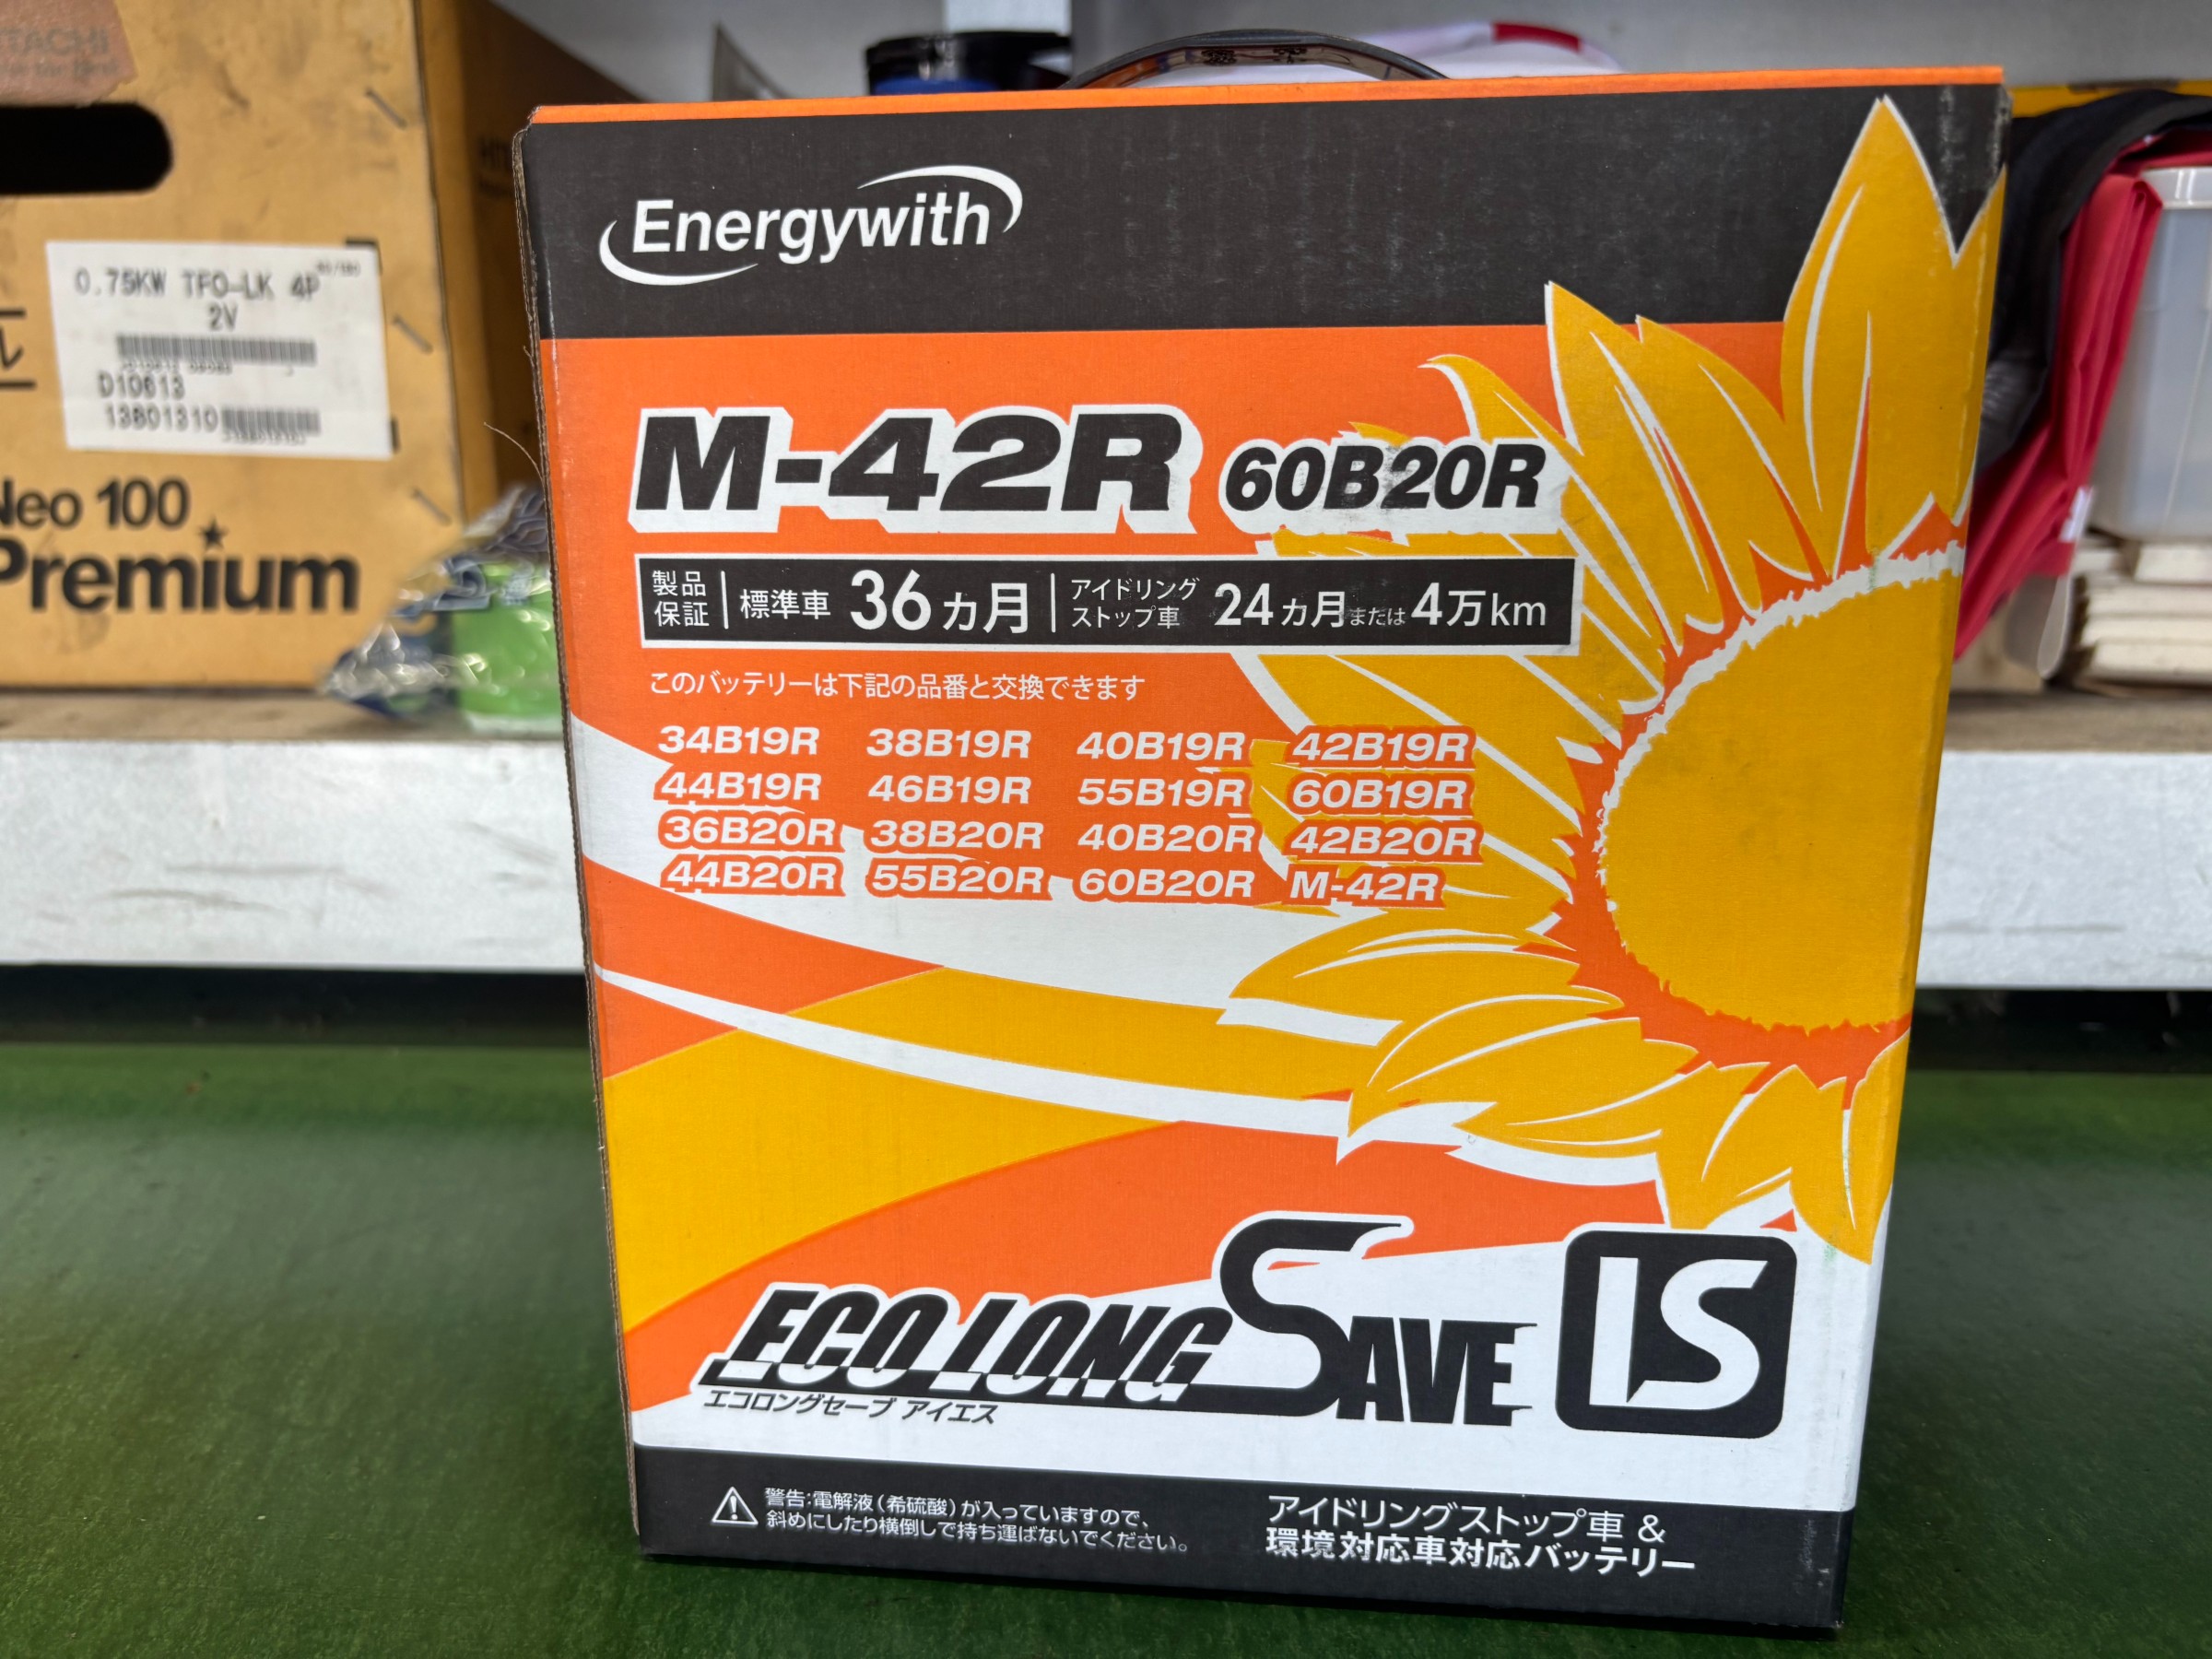 0.75KW TFO-LK 4P
2V
D10613
13801310
Neo 100
Premium
Energywith
M-42R 60B20R
製品保証 標準車 36カ月 アイドリングストップ車 24カ月または4万km
このバッテリーは下記の品番と交換できます
34B19R 38B19R 40B19R 42B19R
44B19R 46B19R 55B19R 60B19R
36B20R 38B20R 40B20R 42B20R
44B20R 55B20R 60B20R M-42R
ECO LONG SAVE IS
エコロングセーブ アイエス
警告:電解液(希硫酸)が入っていますので、
斜めにしたり横倒しで持ち運ばないでください。
アイドリングストップ車 &
環境対応車対応バッテリー